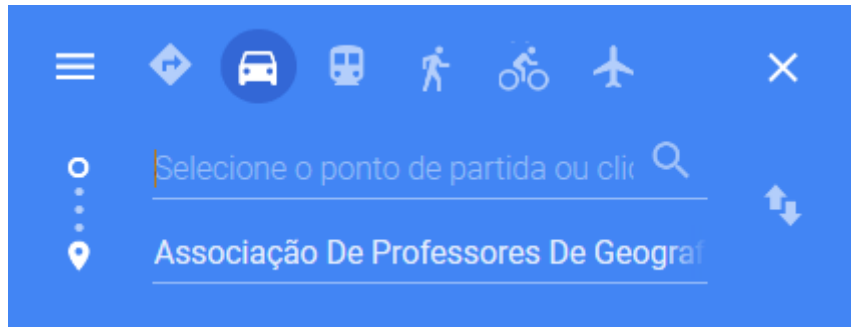 Selecione o ponto de partida ou clic
Associação De Professores De Geograf